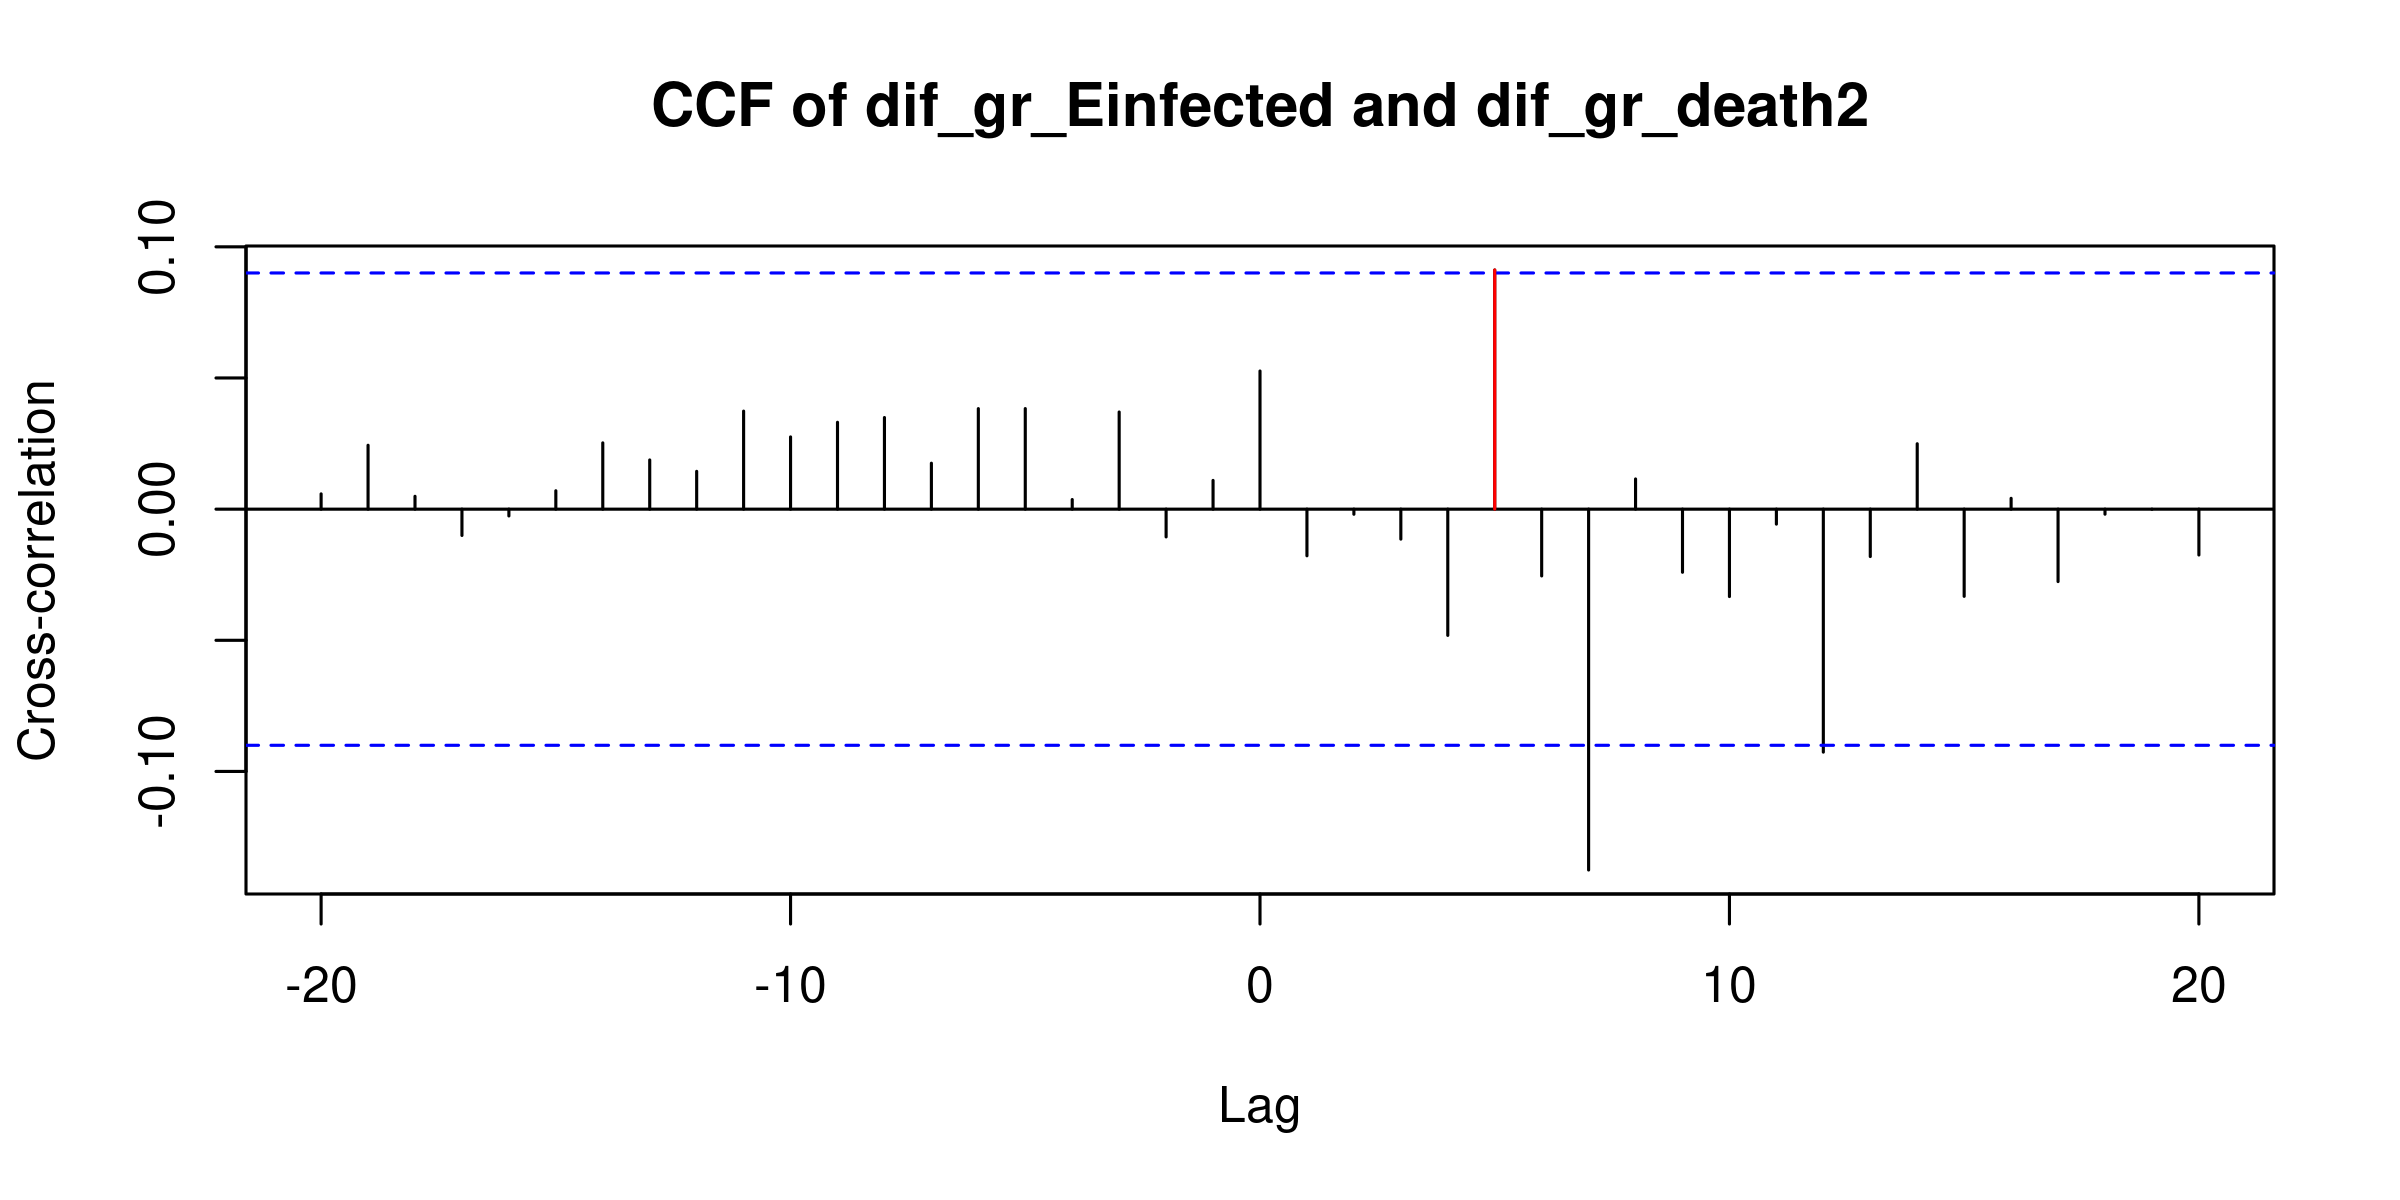 CCF of dif_gr_Einfected and dif_gr_death2
0.10
0.00
-0.10
Cross-correlation
-20 -10 0 10 20
Lag